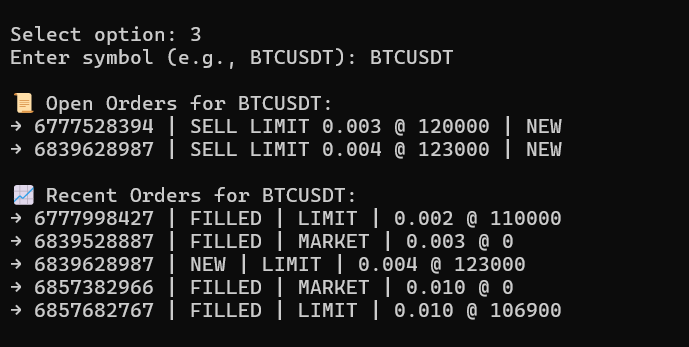 Select option: 3
Enter symbol (e.g., BTCUSDT): BTCUSDT
📜 Open Orders for BTCUSDT:
→ 6777528394 | SELL LIMIT 0.003 @ 120000 | NEW
→ 6839628987 | SELL LIMIT 0.004 @ 123000 | NEW
📈 Recent Orders for BTCUSDT:
→ 6777998427 | FILLED | LIMIT | 0.002 @ 110000
→ 6839528887 | FILLED | MARKET | 0.003 @ 0
→ 6839628987 | NEW | LIMIT | 0.004 @ 123000
→ 6857382966 | FILLED | MARKET | 0.010 @ 0
→ 6857682767 | FILLED | LIMIT | 0.010 @ 106900